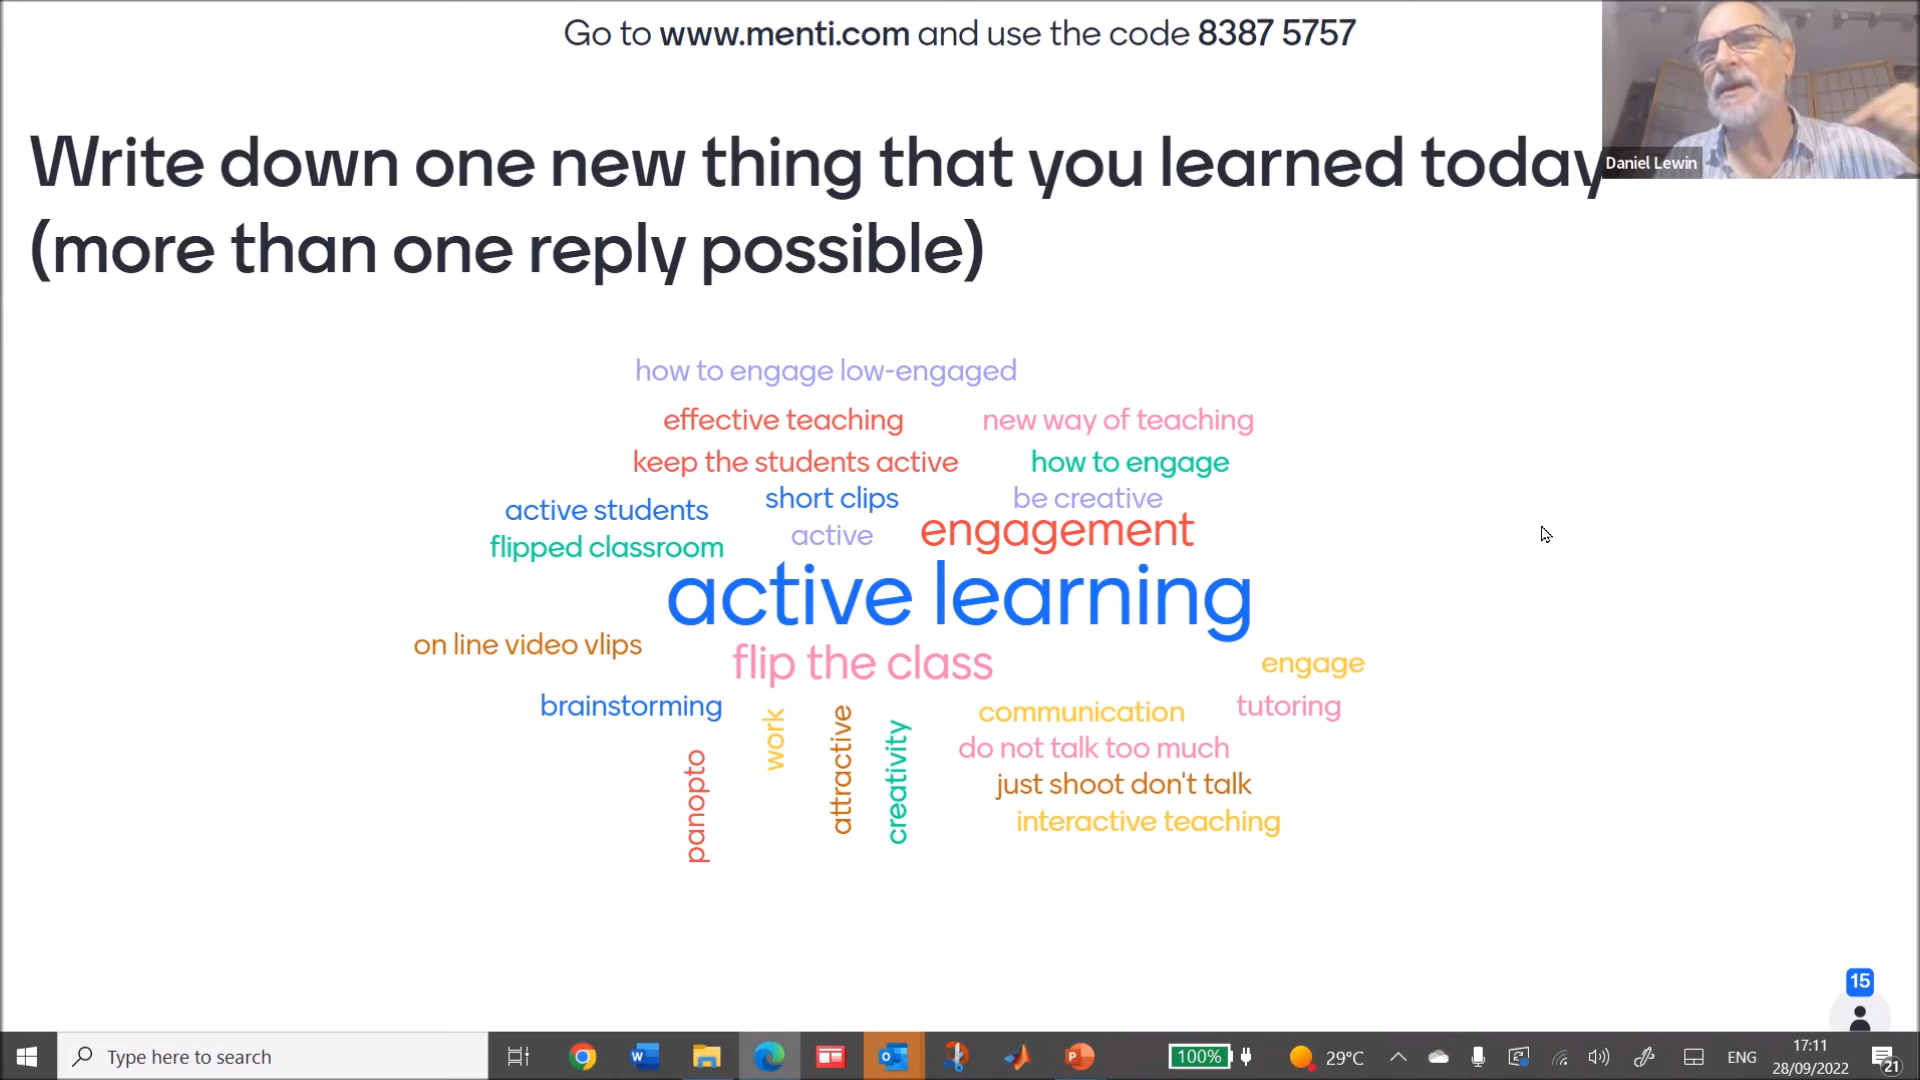 Go to www.menti.com and use the code 8387 5757
Daniel Lewin
Write down one new thing that you learned today
(more than one reply possible)
how to engage low-engaged
effective teaching
new way of teaching
keep the students active
how to engage
active students
short clips
be creative
flipped classroom
active
engagement
active learning
on line video vlips
flip the class
engage
brainstorming
work
attractive
creativity
communication
tutoring
panopto
do not talk too much
just shoot don't talk
interactive teaching
15
Type here to search
100%
29°C
ENG
17:11
28/09/2022
21